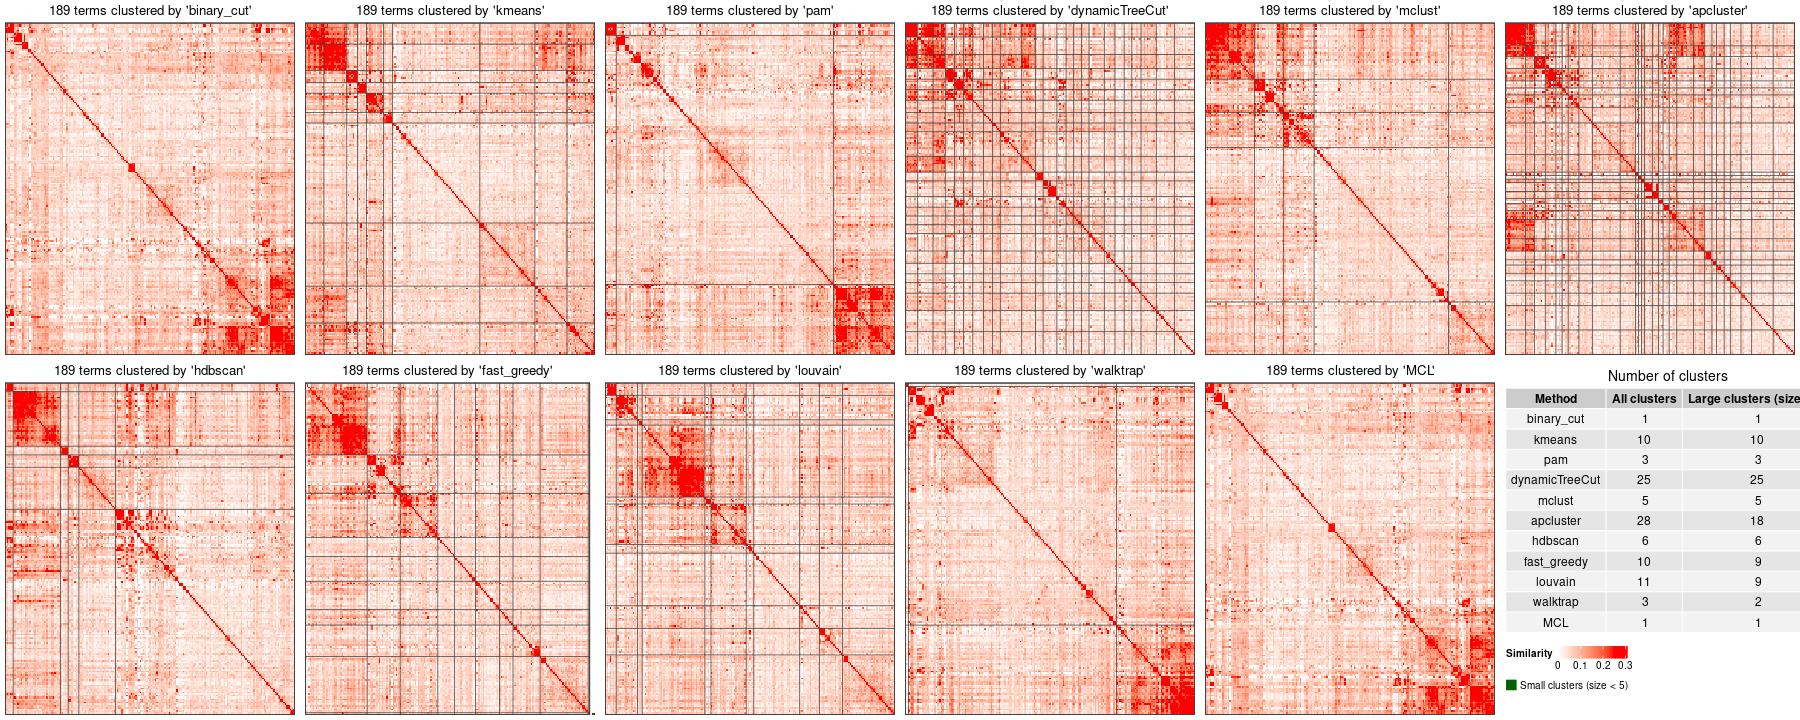 189 terms clustered by 'binary_cut'
189 terms clustered by 'kmeans'
189 terms clustered by 'pam'
189 terms clustered by 'dynamicTreeCut'
189 terms clustered by 'mclust'
189 terms clustered by 'apcluster'
189 terms clustered by 'hdbscan'
189 terms clustered by 'fast_greedy'
189 terms clustered by 'louvain'
189 terms clustered by 'walktrap'
189 terms clustered by 'MCL'
Number of clusters
Method All clusters Large clusters (size
binary_cut 1 1
kmeans 10 10
pam 3 3
dynamicTreeCut 25 25
mclust 5 5
apcluster 28 18
hdbscan 6 6
fast_greedy 10 9
louvain 11 9
walktrap 3 2
MCL 1 1
Similarity
0 0.1 0.2 0.3
Small clusters (size < 5)